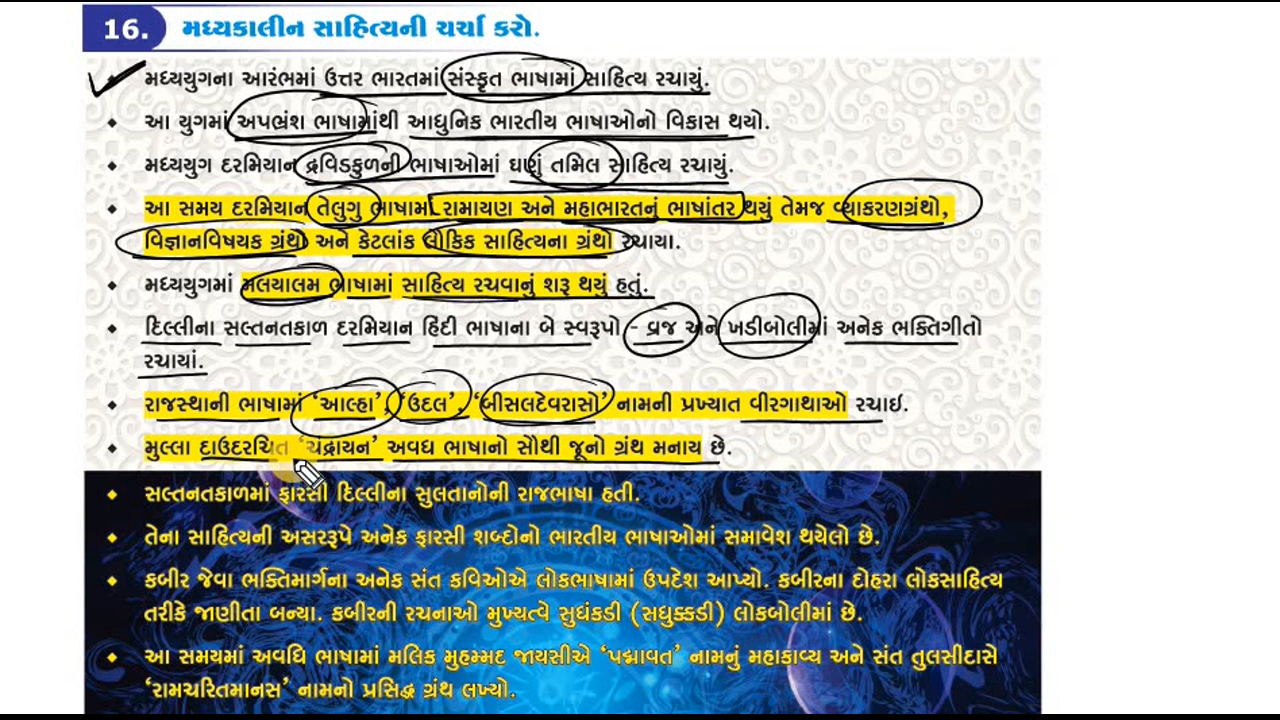 16. મધ્યકાલીન સાહિત્યની ચર્ચા કરો.
મધ્યયુગના આરંભમાં ઉત્તર ભારતમાં સંસ્કૃત ભાષામાં સાહિત્ય રચાયું.
આ યુગમાં અપભ્રંશ ભાષામાંથી આધુનિક ભારતીય ભાષાઓનો વિકાસ થયો.
મધ્યયુગ દરમિયાન દ્રવિડકુળની ભાષાઓમાં ઘણું તમિલ સાહિત્ય રચાયું.
આ સમય દરમિયાન તેલુગુ ભાષામાં રામાયણ અને મહાભારતનું ભાષાંતર થયું તેમજ વ્યાકરણગ્રંથો,
વિજ્ઞાનવિષયક ગ્રંથો અને કેટલાંક લૌકિક સાહિત્યના ગ્રંથો રચાયા.
મધ્યયુગમાં મલયાલમ ભાષામાં સાહિત્ય રચવાનું શરૂ થયું હતું.
દિલ્લીના સલ્તનતકાળ દરમિયાન હિંદી ભાષાના બે સ્વરૂપો - વ્રજ અને ખડીબોલીમાં અનેક ભક્તિગીતો
રચાયાં.
રાજસ્થાની ભાષામાં 'આલ્હા', 'ઉદલ', 'બીસલદેવરાસો' નામની પ્રખ્યાત વીરગાથાઓ રચાઈ.
મુલ્લા દાઉદરચિત 'ચંદ્રાયન' અવધ ભાષાનો સૌથી જૂનો ગ્રંથ મનાય છે.
સલ્તનતકાળમાં ફારસી દિલ્લીના સુલતાનોની રાજભાષા હતી.
તેના સાહિત્યની અસરરૂપે અનેક ફારસી શબ્દોનો ભારતીય ભાષાઓમાં સમાવેશ થયેલો છે.
કબીર જેવા ભક્તિમાર્ગના અનેક સંત કવિઓએ લોકભાષામાં ઉપદેશ આપ્યો. કબીરના દોહરા લોકસાહિત્ય
તરીકે જાણીતા બન્યા. કબીરની રચનાઓ મુખ્યત્વે સુધંકડી (સધુક્કડી) લોકબોલીમાં છે.
આ સમયમાં અવધિ ભાષામાં મલિક મુહમ્મદ જાયસીએ 'પદ્માવત' નામનું મહાકાવ્ય અને સંત તુલસીદાસે
'રામચરિતમાનસ' નામનો પ્રસિદ્ધ ગ્રંથ લખ્યો.